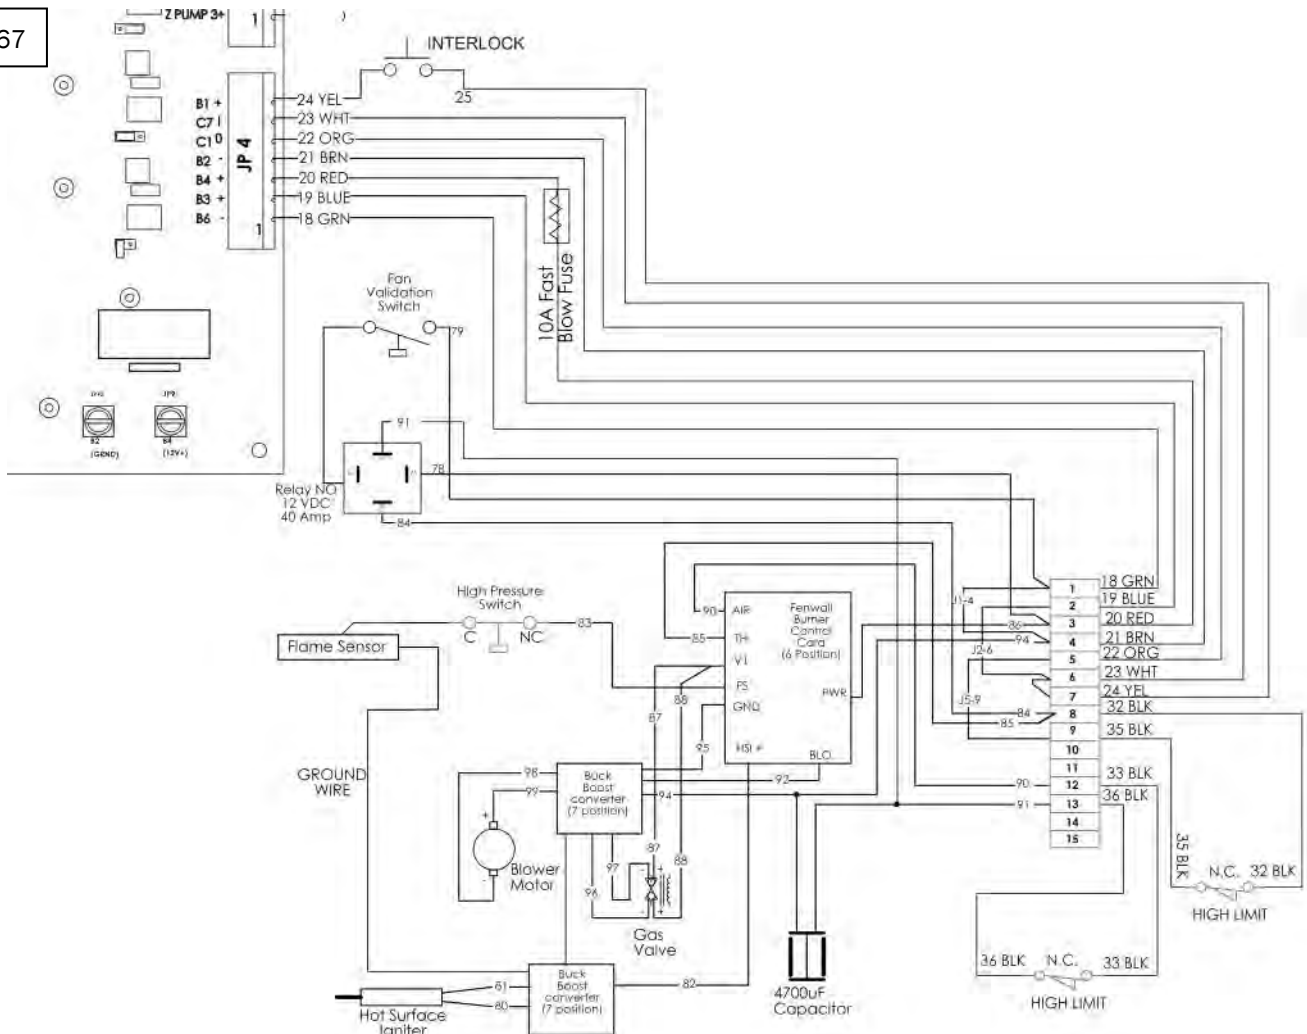 67
Z PUMP 3+
1
INTERLOCK
25
B1 +
C7 I
C1 0
B2 -
B4 +
B3 +
B6 -
JP 4
1
24 YEL
23 WHT
22 ORG
21 BRN
20 RED
19 BLUE
18 GRN
10A Fast
Blow Fuse
Fan
Validation
Switch
79
B2
(GRND)
JP9
B4
(12V+)
91
78
84
Relay NO
12 VDC
40 Amp
High Pressure
Switch
C
NC
83
Flame Sensor
90
85
AIR
TH
V1
FS
GND
HSI +
PWR
BLO.
Fenwall
Burner
Control
Card
(6 Position)
J1-4
86
94
J2-6
J5-9
84
85
90
91
1
2
3
4
5
6
7
8
9
10
11
12
13
14
15
18 GRN
19 BLUE
20 RED
21 BRN
22 ORG
23 WHT
24 YEL
32 BLK
35 BLK
33 BLK
36 BLK
87
88
95
92
94
98
99
GROUND
WIRE
Buck
Boost
converter
(7 position)
+
-
Blower
Motor
87
88
97
96
Gas
Valve
35 BLK
N.C.
32 BLK
HIGH LIMIT
36 BLK
N.C.
33 BLK
HIGH LIMIT
4700uF
Capacitor
82
61
80
Buck
Boost
converter
(7 position)
Hot Surface
Igniter